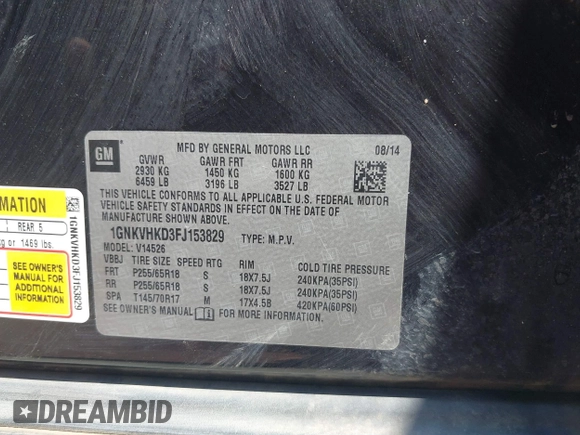 GM
MFD BY GENERAL MOTORS LLC 08/14
GVWR GAWR FRT GAWR RR
2930 KG 1450 KG 1600 KG
6459 LB 3196 LB 3527 LB
THIS VEHICLE CONFORMS TO ALL APPLICABLE U.S. FEDERAL MOTOR
VEHICLE SAFETY STANDARDS IN EFFECT ON THE DATE OF
MANUFACTURE SHOWN ABOVE.
1GNKVHKD3FJ153829 TYPE: M.P.V.
MODEL: V14526
VBBJ TIRE SIZE SPEED RTG RIM COLD TIRE PRESSURE
FRT P255/65R18 S 18X7.5J 240KPA(35PSI)
RR P255/65R18 S 18X7.5J 240KPA(35PSI)
SPA T145/70R17 M 17X4.5B 420KPA(60PSI)
SEE OWNER'S MANUAL FOR MORE INFORMATION.
MATION
REAR 5
g or 1469 lbs.
SEE OWNER'S
MANUAL FOR
ADDITIONAL
INFORMATION
1GNKVHKD3FJ153829
DREAMBID